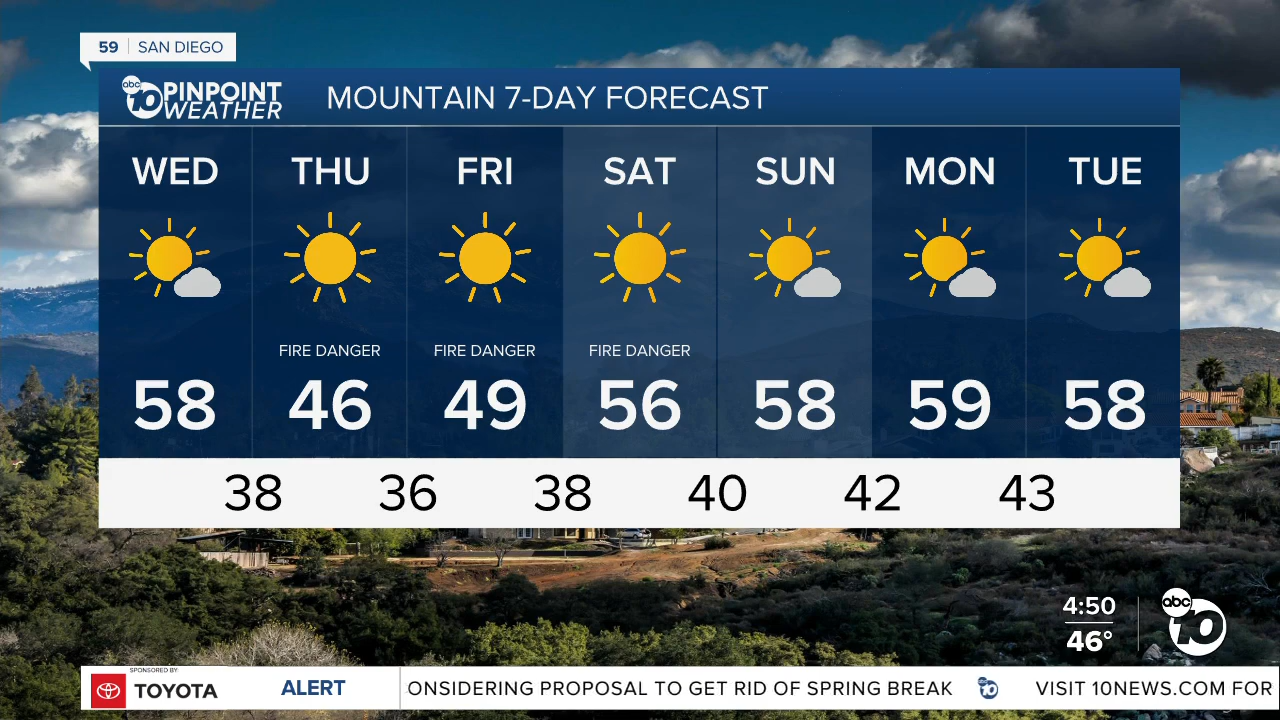 59 | SAN DIEGO
abc 10 PINPOINT WEATHER
MOUNTAIN 7-DAY FORECAST
WED THU FRI SAT SUN MON TUE
FIRE DANGER FIRE DANGER FIRE DANGER
58 46 49 56 58 59 58
38 36 38 40 42 43
4:50
46°
abc 10
SPONSORED BY:
TOYOTA
ALERT
ONSIDERING PROPOSAL TO GET RID OF SPRING BREAK abc 10 VISIT 10NEWS.COM FOR